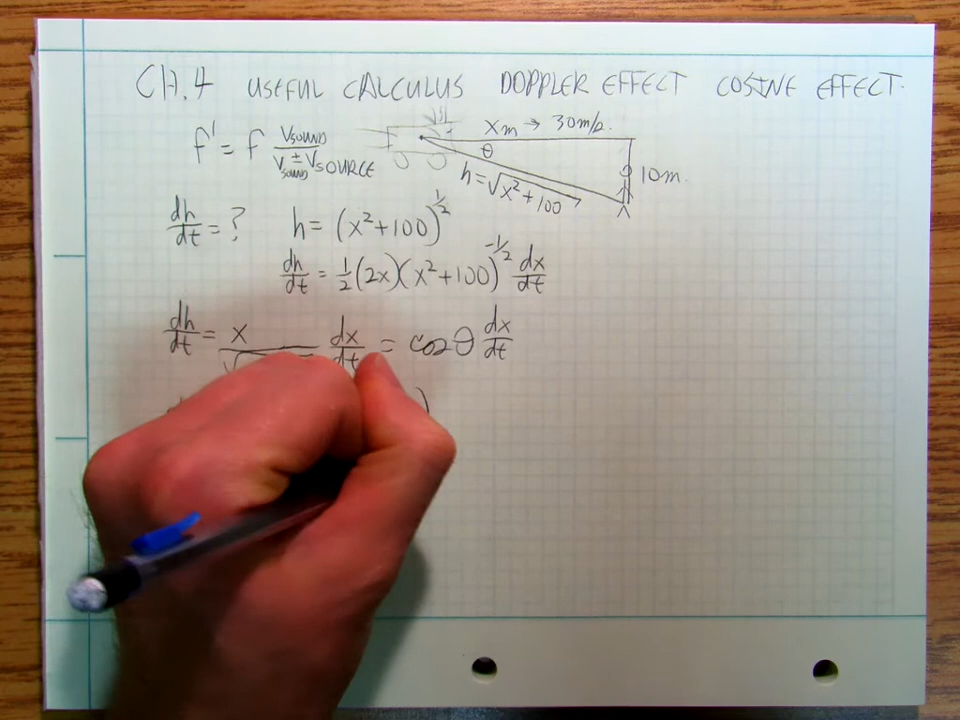 CH.4 USEFUL CALCULUS DOPPLER EFFECT COSINE EFFECT.
f' = f Vsound / Vsound ± Vsource
x m → 30 m/s
θ
h = √x² + 100
10 m.
dh/dt = ? h = (x² + 100)^1/2
dh/dt = 1/2 (2x)(x² + 100)^-1/2 dx/dt
dh/dt = x / √ dx/dt = cos θ dx/dt
)